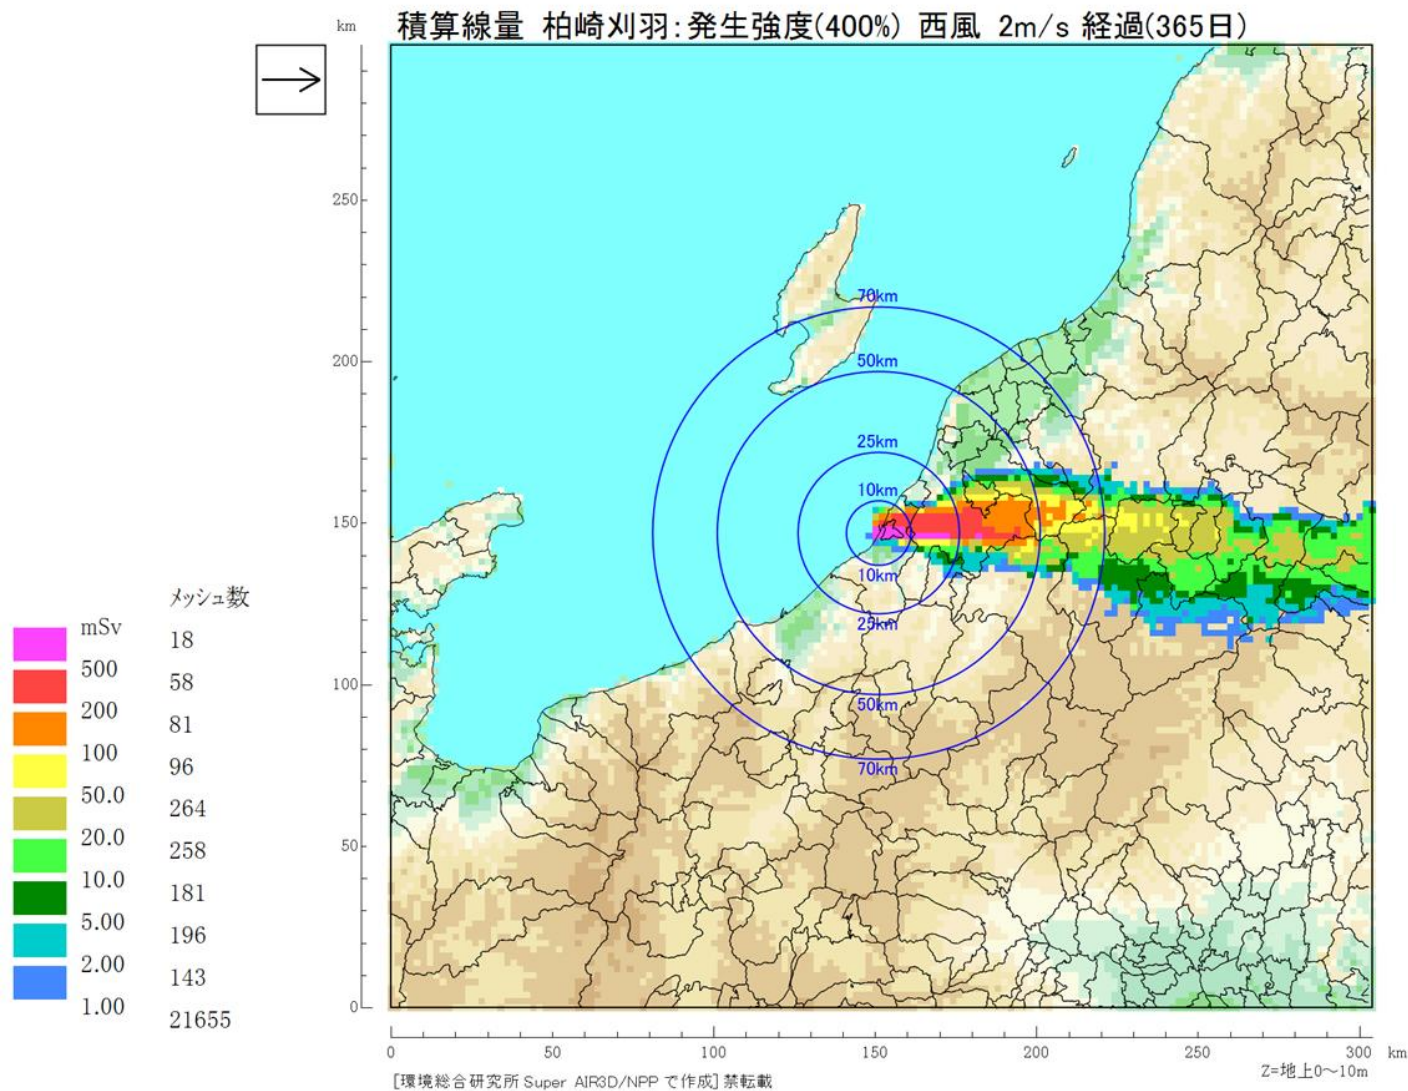 積算線量 柏崎刈羽:発生強度(400%) 西風 2m/s 経過(365日)
km
250
200
150
100
50
0
70km
50km
25km
10km
10km
25km
50km
70km
メッシュ数
mSv
18
500
58
200
81
100
96
50.0
264
20.0
258
10.0
181
5.00
196
2.00
143
1.00
21655
0
50
100
150
200
250
300
km
Z=地上0～10m
[環境総合研究所 Super AIR3D/NPP で作成] 禁転載